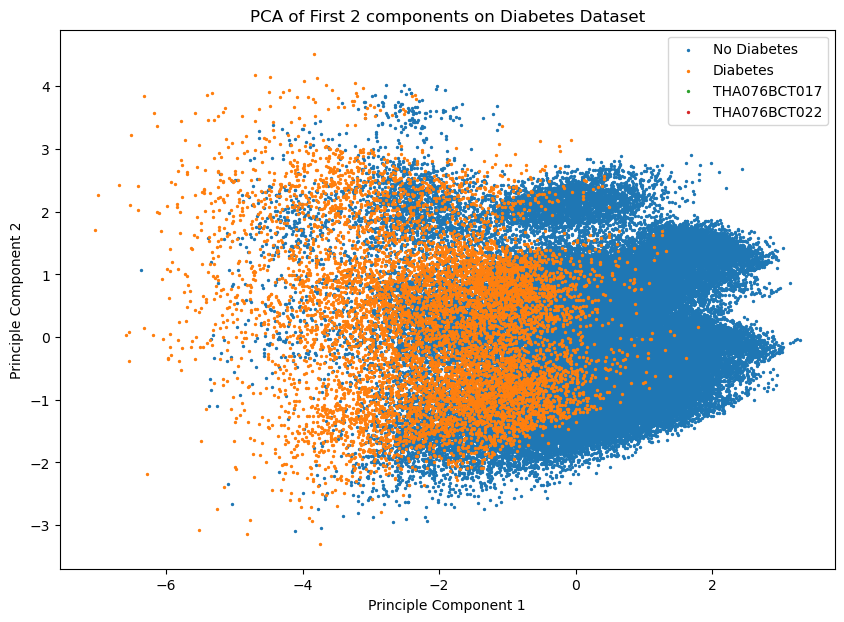 PCA of First 2 components on Diabetes Dataset
No Diabetes
Diabetes
THA076BCT017
THA076BCT022
4
3
2
1
0
−1
−2
−3
Principle Component 2
−6
−4
−2
0
2
Principle Component 1